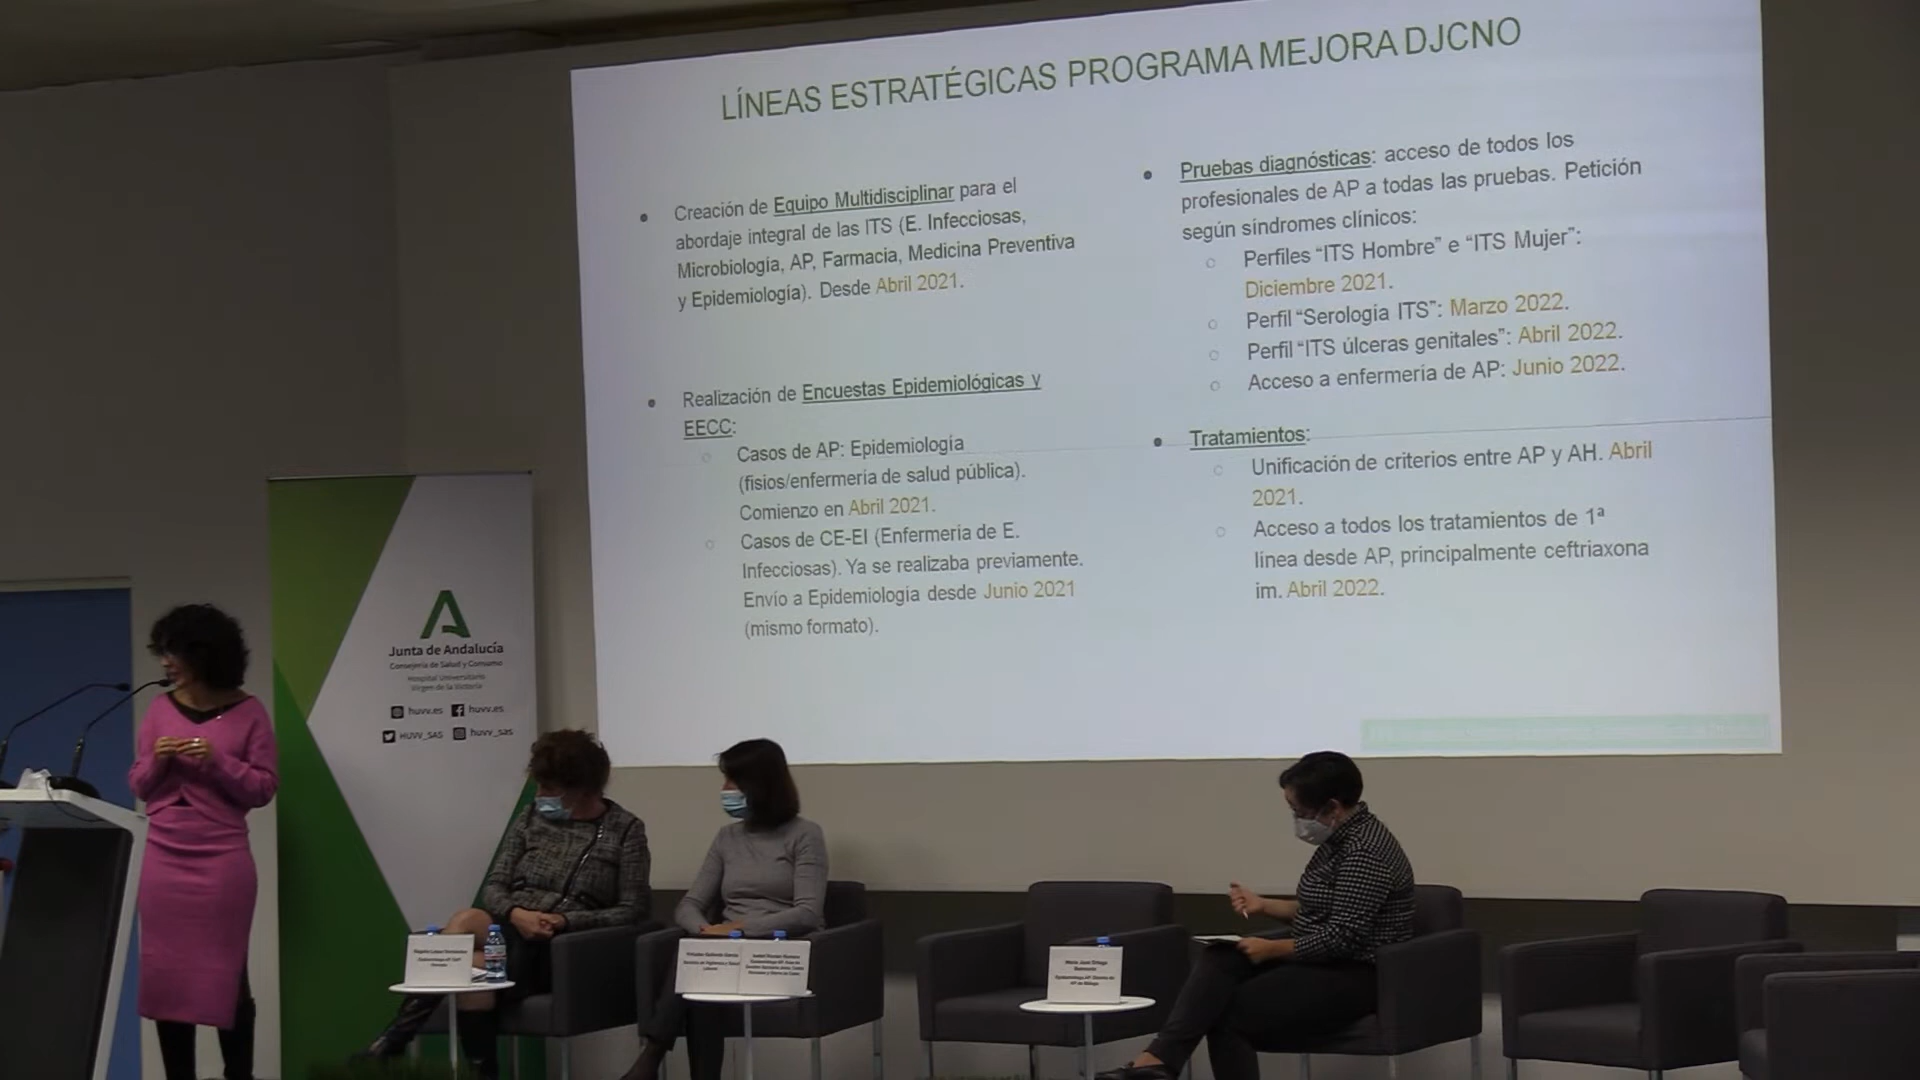 LÍNEAS ESTRATÉGICAS PROGRAMA MEJORA DJCNO
• Creación de Equipo Multidisciplinar para el
abordaje integral de las ITS (E. Infecciosas,
Microbiología, AP, Farmacia, Medicina Preventiva
y Epidemiología). Desde Abril 2021.
• Realización de Encuestas Epidemiológicas y
EECC:
○ Casos de AP: Epidemiología
(fisios/enfermería de salud pública).
Comienzo en Abril 2021.
○ Casos de CE-EI (Enfermería de E.
Infecciosas). Ya se realizaba previamente.
Envío a Epidemiología desde Junio 2021
(mismo formato).
• Pruebas diagnósticas: acceso de todos los
profesionales de AP a todas las pruebas. Petición
según síndromes clínicos:
○ Perfiles “ITS Hombre” e “ITS Mujer”:
Diciembre 2021.
○ Perfil “Serología ITS”: Marzo 2022.
○ Perfil “ITS úlceras genitales”: Abril 2022.
○ Acceso a enfermería de AP: Junio 2022.
• Tratamientos:
○ Unificación de criterios entre AP y AH. Abril
2021.
○ Acceso a todos los tratamientos de 1ª
línea desde AP, principalmente ceftriaxona
im. Abril 2022.
Junta de Andalucía
Consejería de Salud y Consumo
Hospital Universitario
Virgen de la Victoria
huvv.es huvv.es
HUVV_SAS huvv_sas